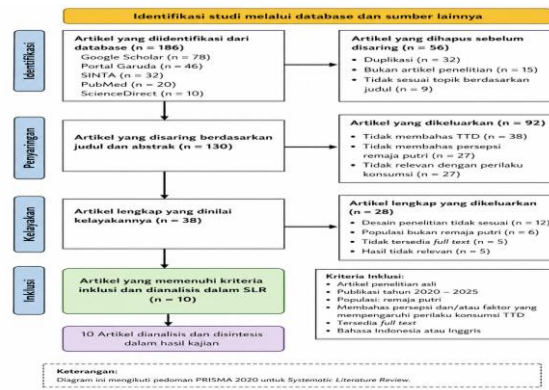 Identifikasi studi melalui database dan sumber lainnya
Identifikasi
Artikel yang diidentifikasi dari
database (n = 186)
Google Scholar (n = 78)
Portal Garuda (n = 46)
SINTA (n = 32)
PubMed (n = 20)
ScienceDirect (n = 10)
Artikel yang dihapus sebelum
disaring (n = 56)
• Duplikasi (n = 32)
• Bukan artikel penelitian (n = 15)
• Tidak sesuai topik berdasarkan
judul (n = 9)
Penyaringan
Artikel yang disaring berdasarkan
judul dan abstrak (n = 130)
Artikel yang dikeluarkan (n = 92)
• Tidak membahas TTD (n = 38)
• Tidak membahas persepsi
remaja putri (n = 27)
• Tidak relevan dengan perilaku
konsumsi (n = 27)
Kelayakan
Artikel lengkap yang dinilai
kelayakannya (n = 38)
Artikel lengkap yang dikeluarkan
(n = 28)
• Desain penelitian tidak sesuai (n = 12)
• Populasi bukan remaja putri (n = 6)
• Tidak tersedia full text (n = 5)
• Hasil tidak relevan (n = 5)
Inklusi
Artikel yang memenuhi kriteria
inklusi dan dianalisis dalam SLR
(n = 10)
10 Artikel dianalisis dan disintesis
dalam hasil kajian
Kriteria Inklusi:
• Artikel penelitian asli
• Publikasi tahun 2020 – 2025
• Populasi: remaja putri
• Membahas persepsi dan/atau faktor yang
mempengaruhi perilaku konsumsi TTD
• Tersedia full text
• Bahasa Indonesia atau Inggris
Keterangan:
Diagram ini mengikuti pedoman PRISMA 2020 untuk Systematic Literature Review.